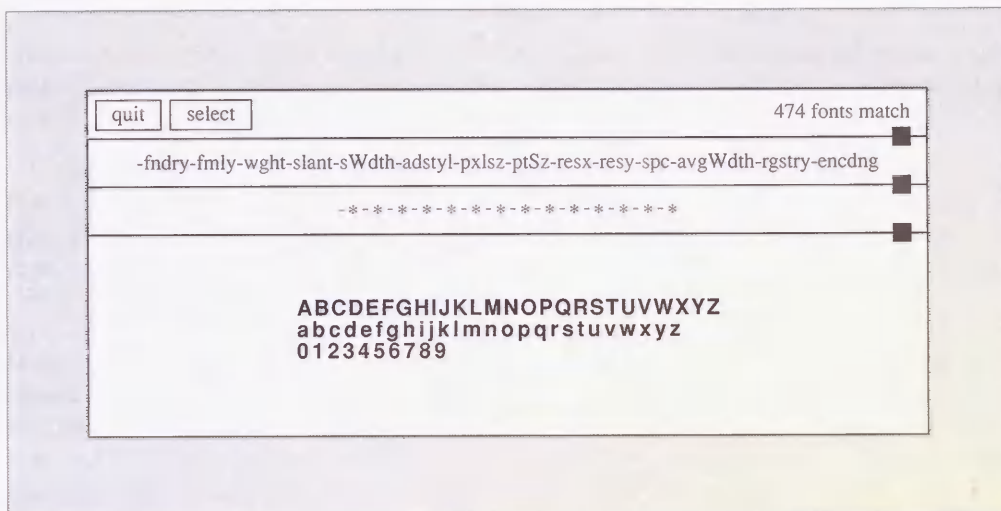 quit select 474 fonts match
-fndry-fmly-wght-slant-sWdth-adstyl-pxlsz-ptSz-resx-resy-spc-avgWdth-rgstry-encdng
-*-*-*-*-*-*-*-*-*-*-*-*-*-*
ABCDEFGHIJKLMNOPQRSTUVWXYZ
abcdefghijklmnopqrstuvwxyz
0123456789